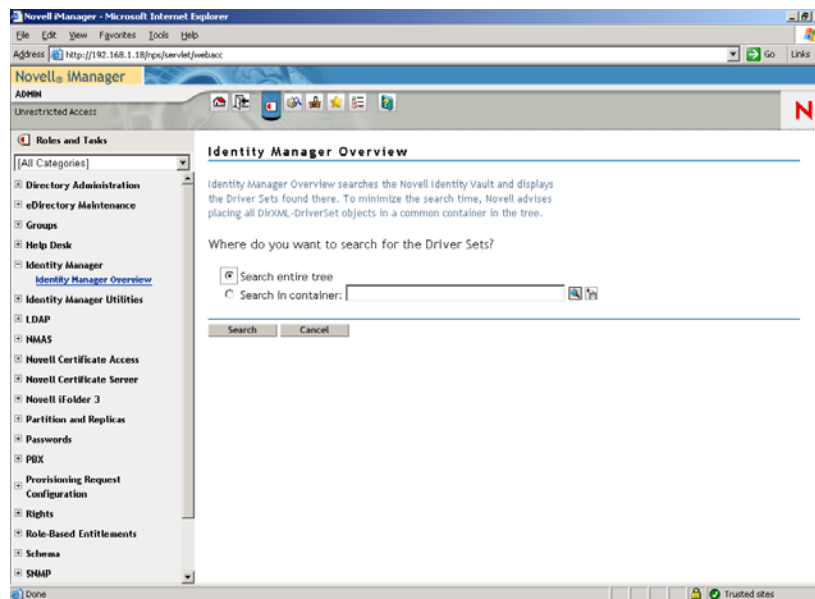 Novell iManager - Microsoft Internet Explorer
File Edit View Favorites Tools Help
Address http://192.168.1.18/nps/servlet/webacc Go Links
Novell® iManager
ADMIN
Unrestricted Access
N
Roles and Tasks
[All Categories]
Directory Administration
eDirectory Maintenance
Groups
Help Desk
Identity Manager
Identity Manager Overview
Identity Manager Utilities
LDAP
NMAS
Novell Certificate Access
Novell Certificate Server
Novell iFolder 3
Partition and Replicas
Passwords
PBX
Provisioning Request
Configuration
Rights
Role-Based Entitlements
Schema
SNMP
Identity Manager Overview
Identity Manager Overview searches the Novell Identity Vault and displays
the Driver Sets found there. To minimize the search time, Novell advises
placing all DirXML-DriverSet objects in a common container in the tree.
Where do you want to search for the Driver Sets?
Search entire tree
Search in container:
Search Cancel
Done Trusted sites